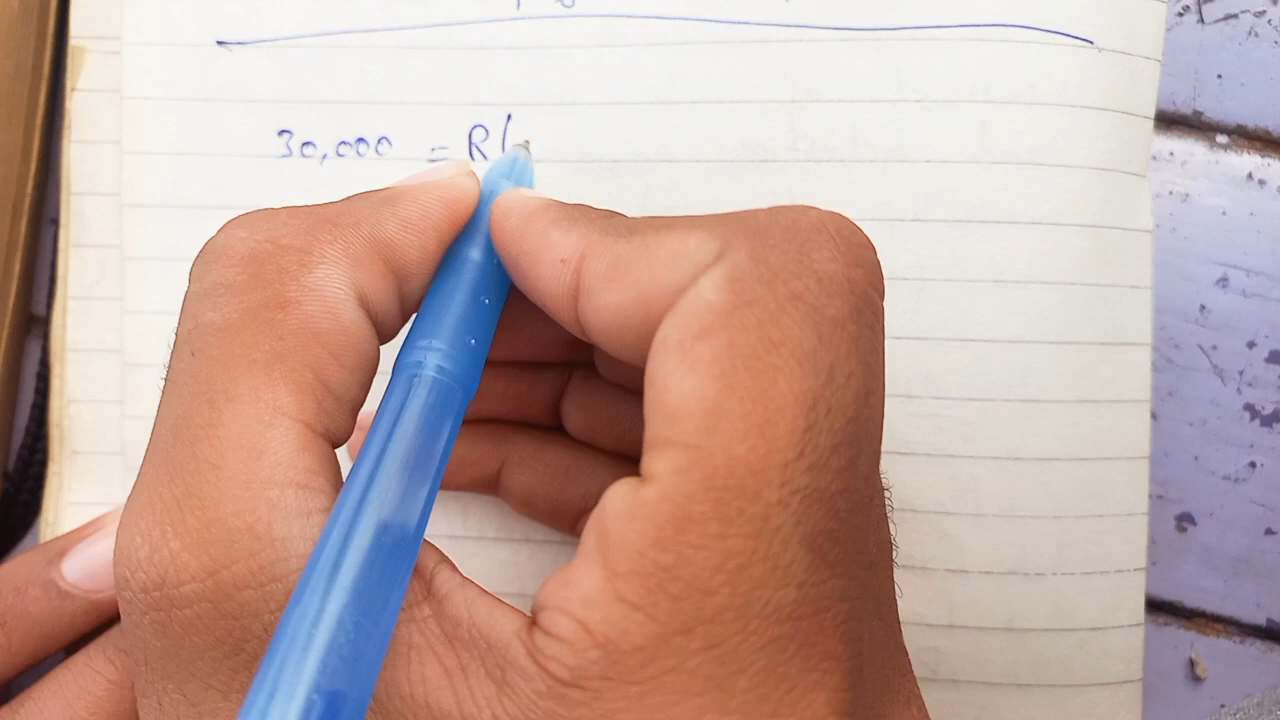 30,000 = R(